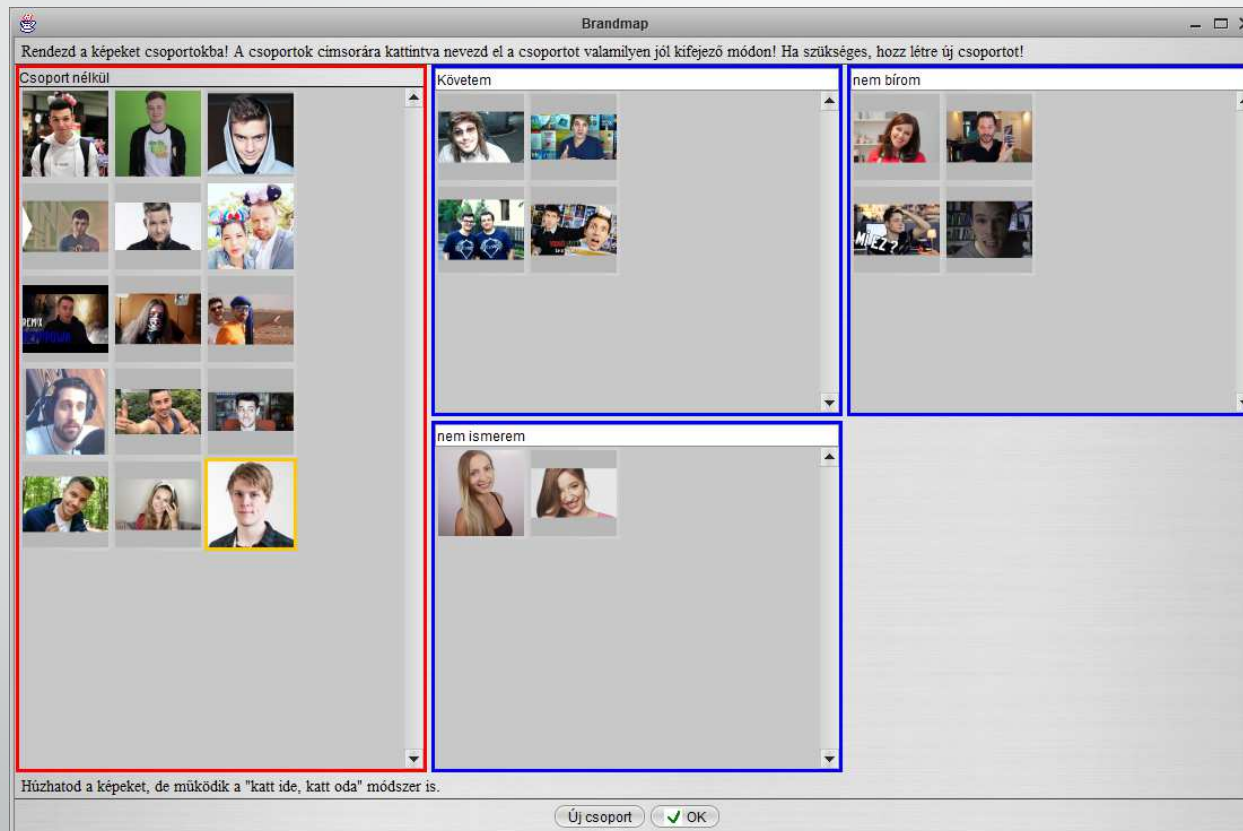 Brandmap
Rendezd a képeket csoportokba! A csoportok címsorára kattintva nevezd el a csoportot valamilyen jól kifejező módon! Ha szükséges, hozz létre új csoportot!
Csoport nélkül
Követem
nem bírom
MI EZ?
nem ismerem
Húzhatod a képeket, de működik a "katt ide, katt oda" módszer is.
Új csoport
OK